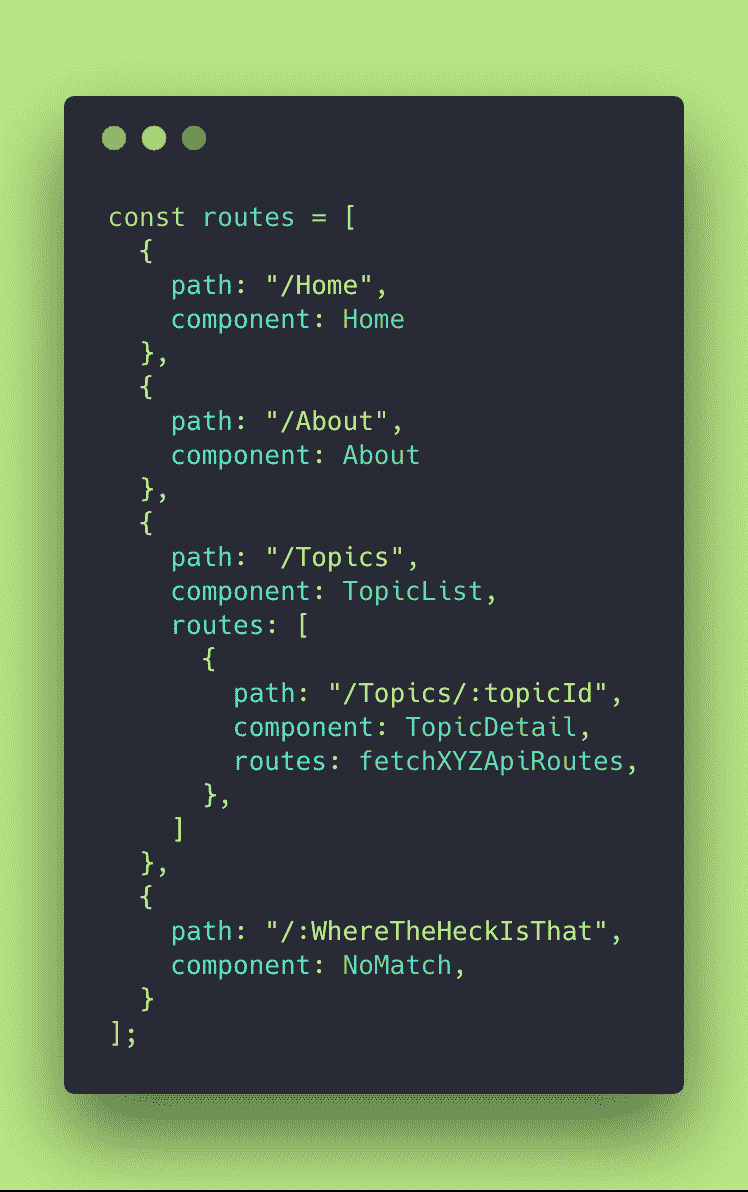 const routes = [
  {
    path: "/Home",
    component: Home
  },
  {
    path: "/About",
    component: About
  },
  {
    path: "/Topics",
    component: TopicList,
    routes: [
      {
        path: "/Topics/:topicId",
        component: TopicDetail,
        routes: fetchXYZApiRoutes,
      },
    ]
  },
  {
    path: "/:WhereTheHeckIsThat",
    component: NoMatch,
  }
];